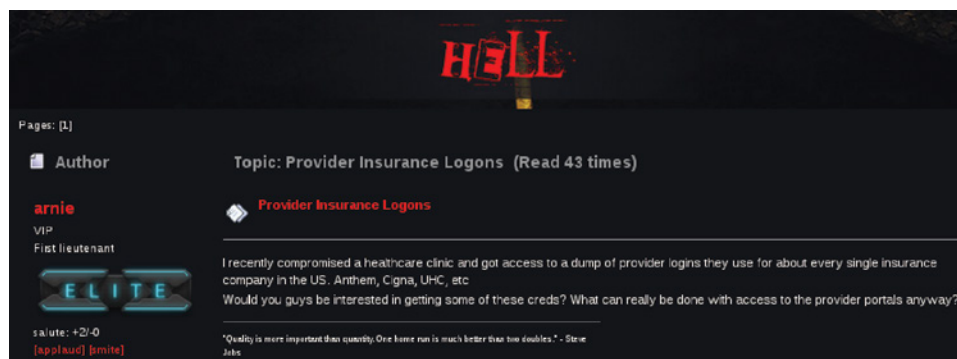 HELL
Pages: [1]
Author
Topic: Provider Insurance Logons (Read 43 times)
arnie
VIP
Fist lieutenant
ELITE
salute: +2/-0
[applaud] [smite]
Provider Insurance Logons
I recently compromised a healthcare clinic and got access to a dump of provider logins they use for about every single insurance
company in the US. Anthem, Cigna, UHC, etc
Would you guys be interested in getting some of these creds? What can really be done with access to the provider portals anyway?
"Quality is more important than quantity. One home run is much better than two doubles." - Steve
Jobs